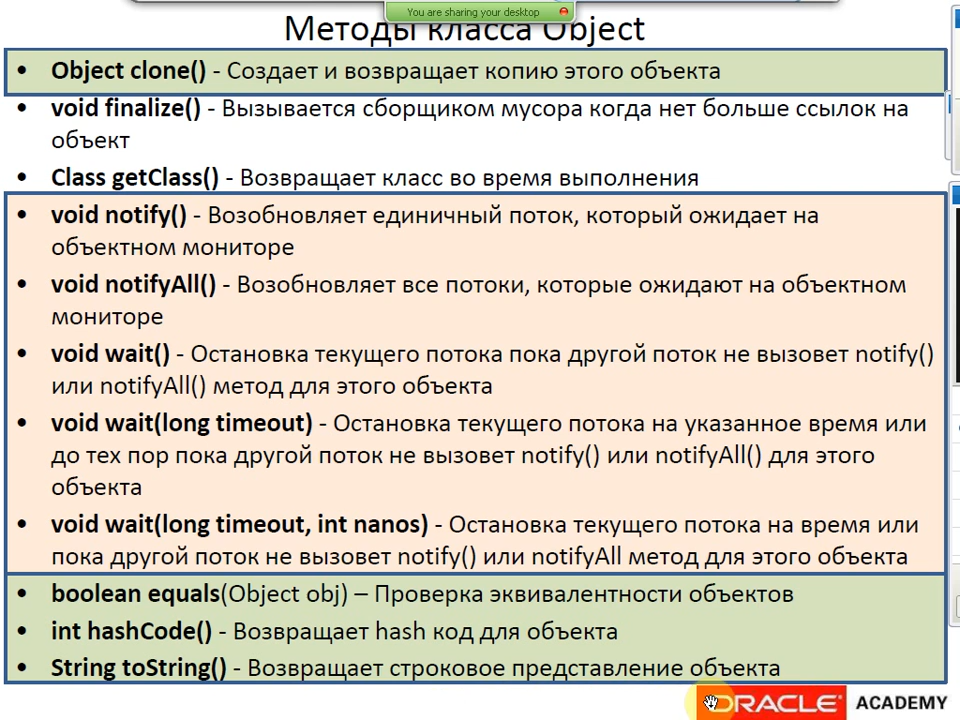 You are sharing your desktop
Методы класса Object
• Object clone() - Создает и возвращает копию этого объекта
• void finalize() - Вызывается сборщиком мусора когда нет больше ссылок на
объект
• Class getClass() - Возвращает класс во время выполнения
• void notify() - Возобновляет единичный поток, который ожидает на
объектном мониторе
• void notifyAll() - Возобновляет все потоки, которые ожидают на объектном
мониторе
• void wait() - Остановка текущего потока пока другой поток не вызовет notify()
или notifyAll() метод для этого объекта
• void wait(long timeout) - Остановка текущего потока на указанное время или
до тех пор пока другой поток не вызовет notify() или notifyAll() для этого
объекта
• void wait(long timeout, int nanos) - Остановка текущего потока на время или
пока другой поток не вызовет notify() или notifyAll метод для этого объекта
• boolean equals(Object obj) – Проверка эквивалентности объектов
• int hashCode() - Возвращает hash код для объекта
• String toString() - Возвращает строковое представление объекта
ORACLE ACADEMY